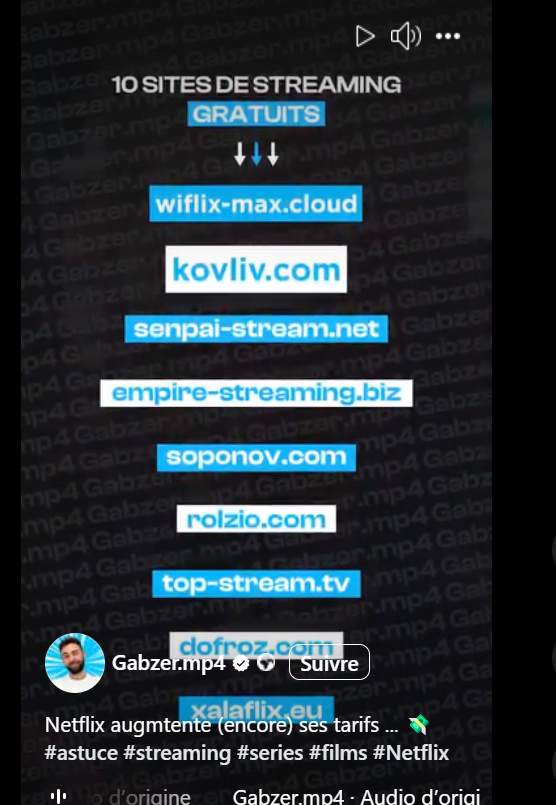 10 SITES DE STREAMING
GRATUITS
wiflix-max.cloud
kovliv.com
senpai-stream.net
empire-streaming.biz
soponov.com
rolzio.com
top-stream.tv
dofroz.com
Gabzer.mp4
Suivre
xalaflix.eu
Netflix augmtente (encore) ses tarifs ... 💸
#astuce #streaming #series #films #Netflix
o d'origine Gabzer.mp4 · Audio d'origi